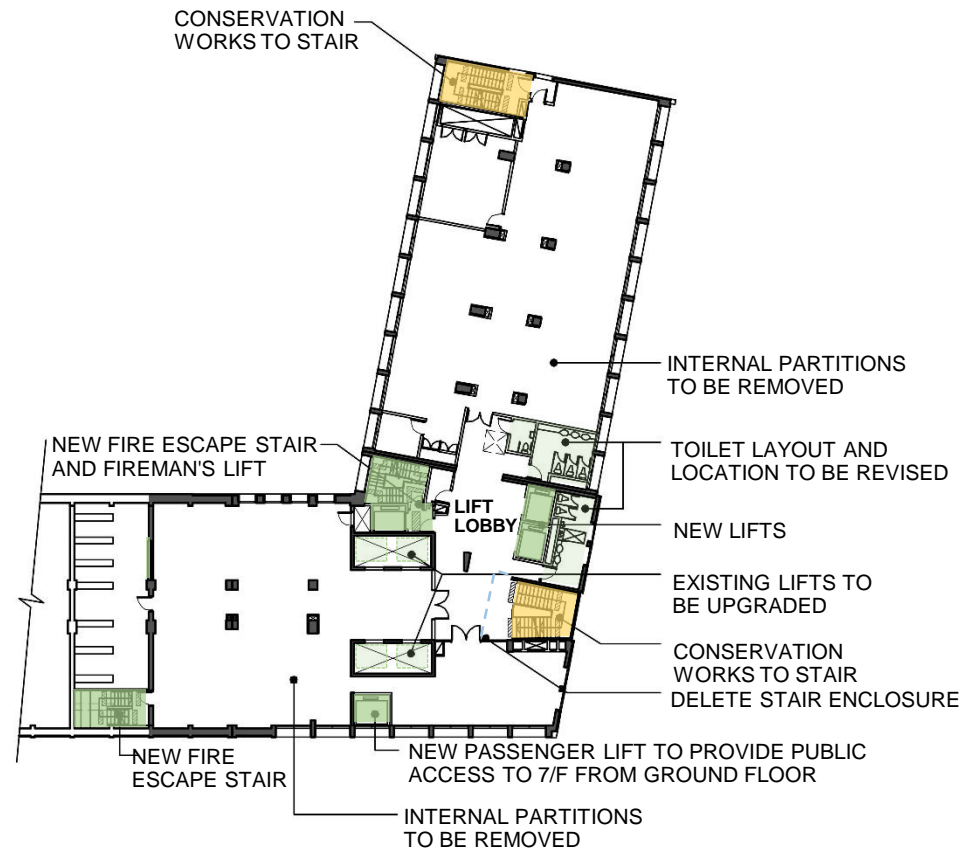 CONSERVATION
WORKS TO STAIR
INTERNAL PARTITIONS
TO BE REMOVED
NEW FIRE ESCAPE STAIR
AND FIREMAN'S LIFT
TOILET LAYOUT AND
LOCATION TO BE REVISED
LIFT
LOBBY
NEW LIFTS
EXISTING LIFTS TO
BE UPGRADED
CONSERVATION
WORKS TO STAIR
DELETE STAIR ENCLOSURE
NEW FIRE
ESCAPE STAIR
NEW PASSENGER LIFT TO PROVIDE PUBLIC
ACCESS TO 7/F FROM GROUND FLOOR
INTERNAL PARTITIONS
TO BE REMOVED